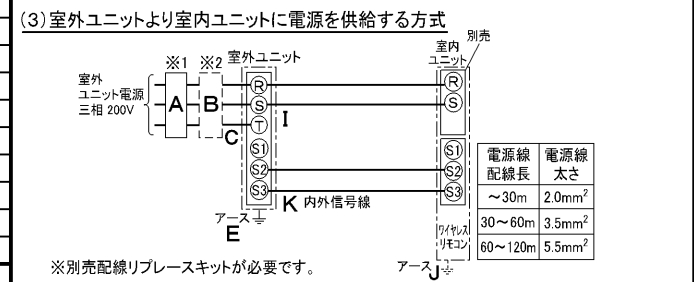 (3)室外ユニットより室内ユニットに電源を供給する方式
別売
※1 ※2 室外ユニット
室内
ユニット
室外
ユニット電源
三相 200V
A B
R
S
T
S1
S2
S3
C
I
R
S
S1
S2
S3
K 内外信号線
アース
E
ワイヤレス
リモコン
アース J
電源線配線長 電源線太さ
～30m 2.0mm²
30～60m 3.5mm²
60～120m 5.5mm²
※別売配線リプレースキットが必要です。